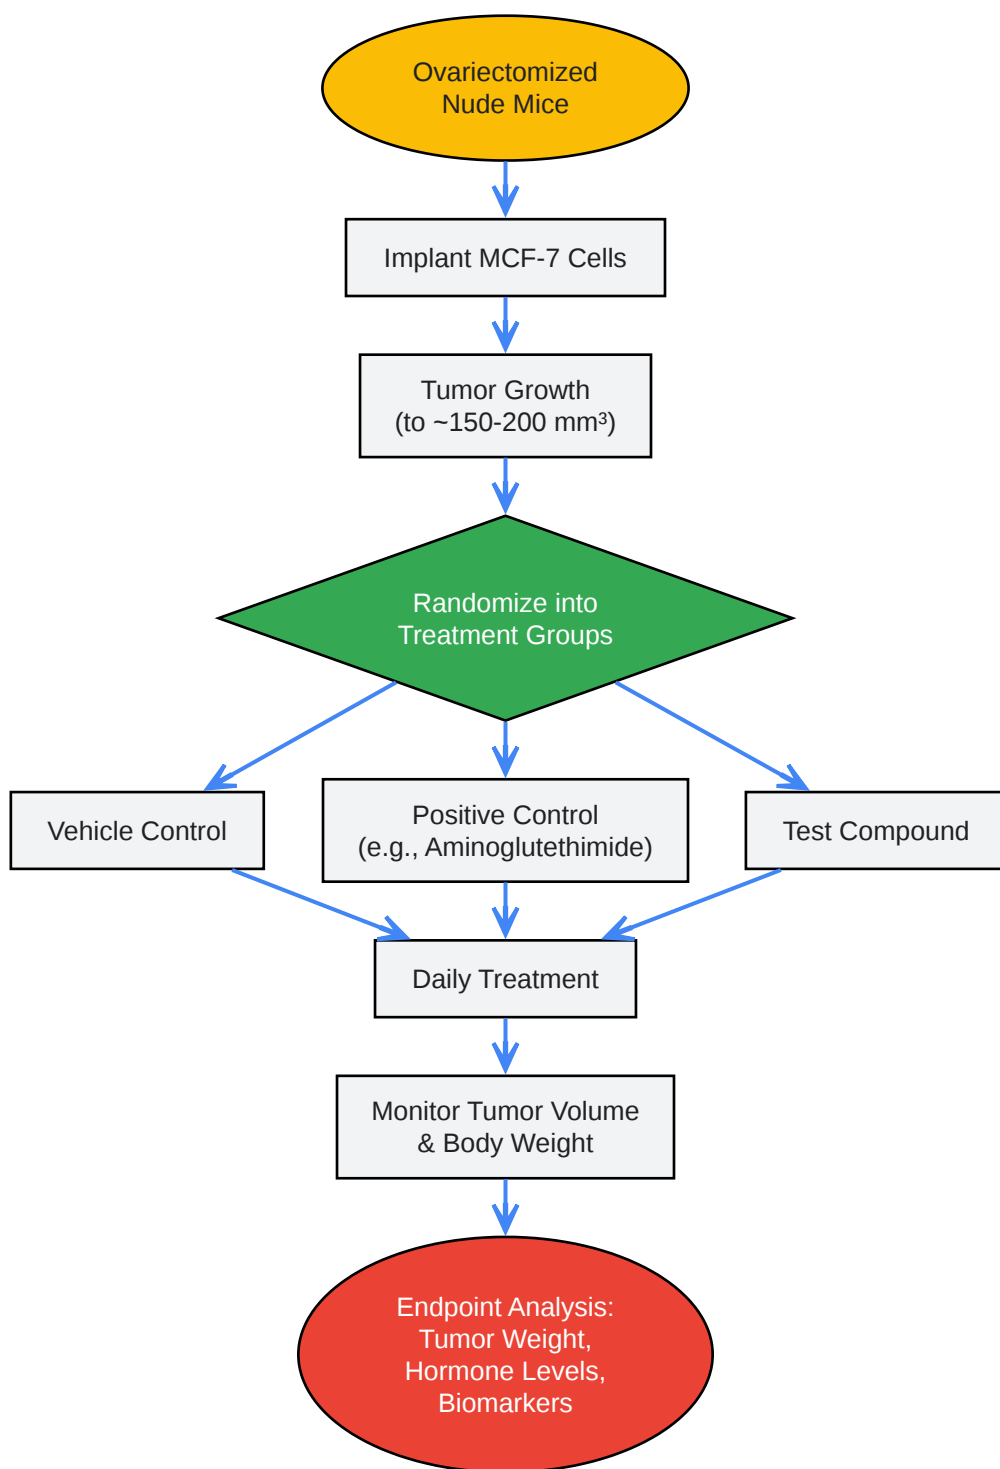 Ovariectomized
Nude Mice
Implant MCF-7 Cells
Tumor Growth
(to ~150-200 mm³)
Randomize into
Treatment Groups
Vehicle Control
Positive Control
(e.g., Aminoglutethimide)
Test Compound
Daily Treatment
Monitor Tumor Volume
& Body Weight
Endpoint Analysis:
Tumor Weight,
Hormone Levels,
Biomarkers